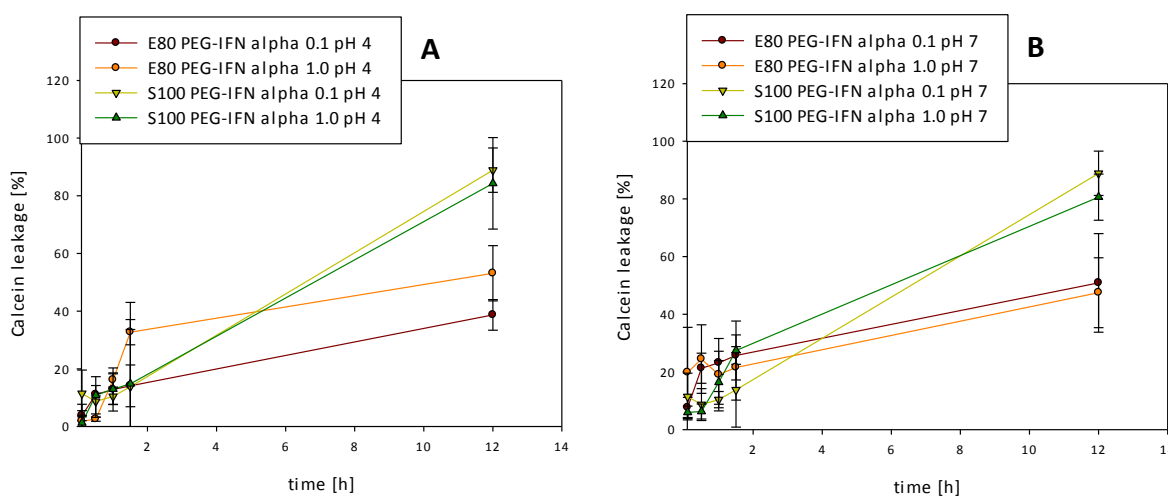 E80 PEG-IFN alpha 0.1 pH 4
E80 PEG-IFN alpha 1.0 pH 4
S100 PEG-IFN alpha 0.1 pH 4
S100 PEG-IFN alpha 1.0 pH 4
A
120
100
80
60
40
20
0
Calcein leakage [%]
2
4
6
8
10
12
14
time [h]
E80 PEG-IFN alpha 0.1 pH 7
E80 PEG-IFN alpha 1.0 pH 7
S100 PEG-IFN alpha 0.1 pH 7
S100 PEG-IFN alpha 1.0 pH 7
B
120
100
80
60
40
20
0
Calcein leakage [%]
2
4
6
8
10
12
14
time [h]